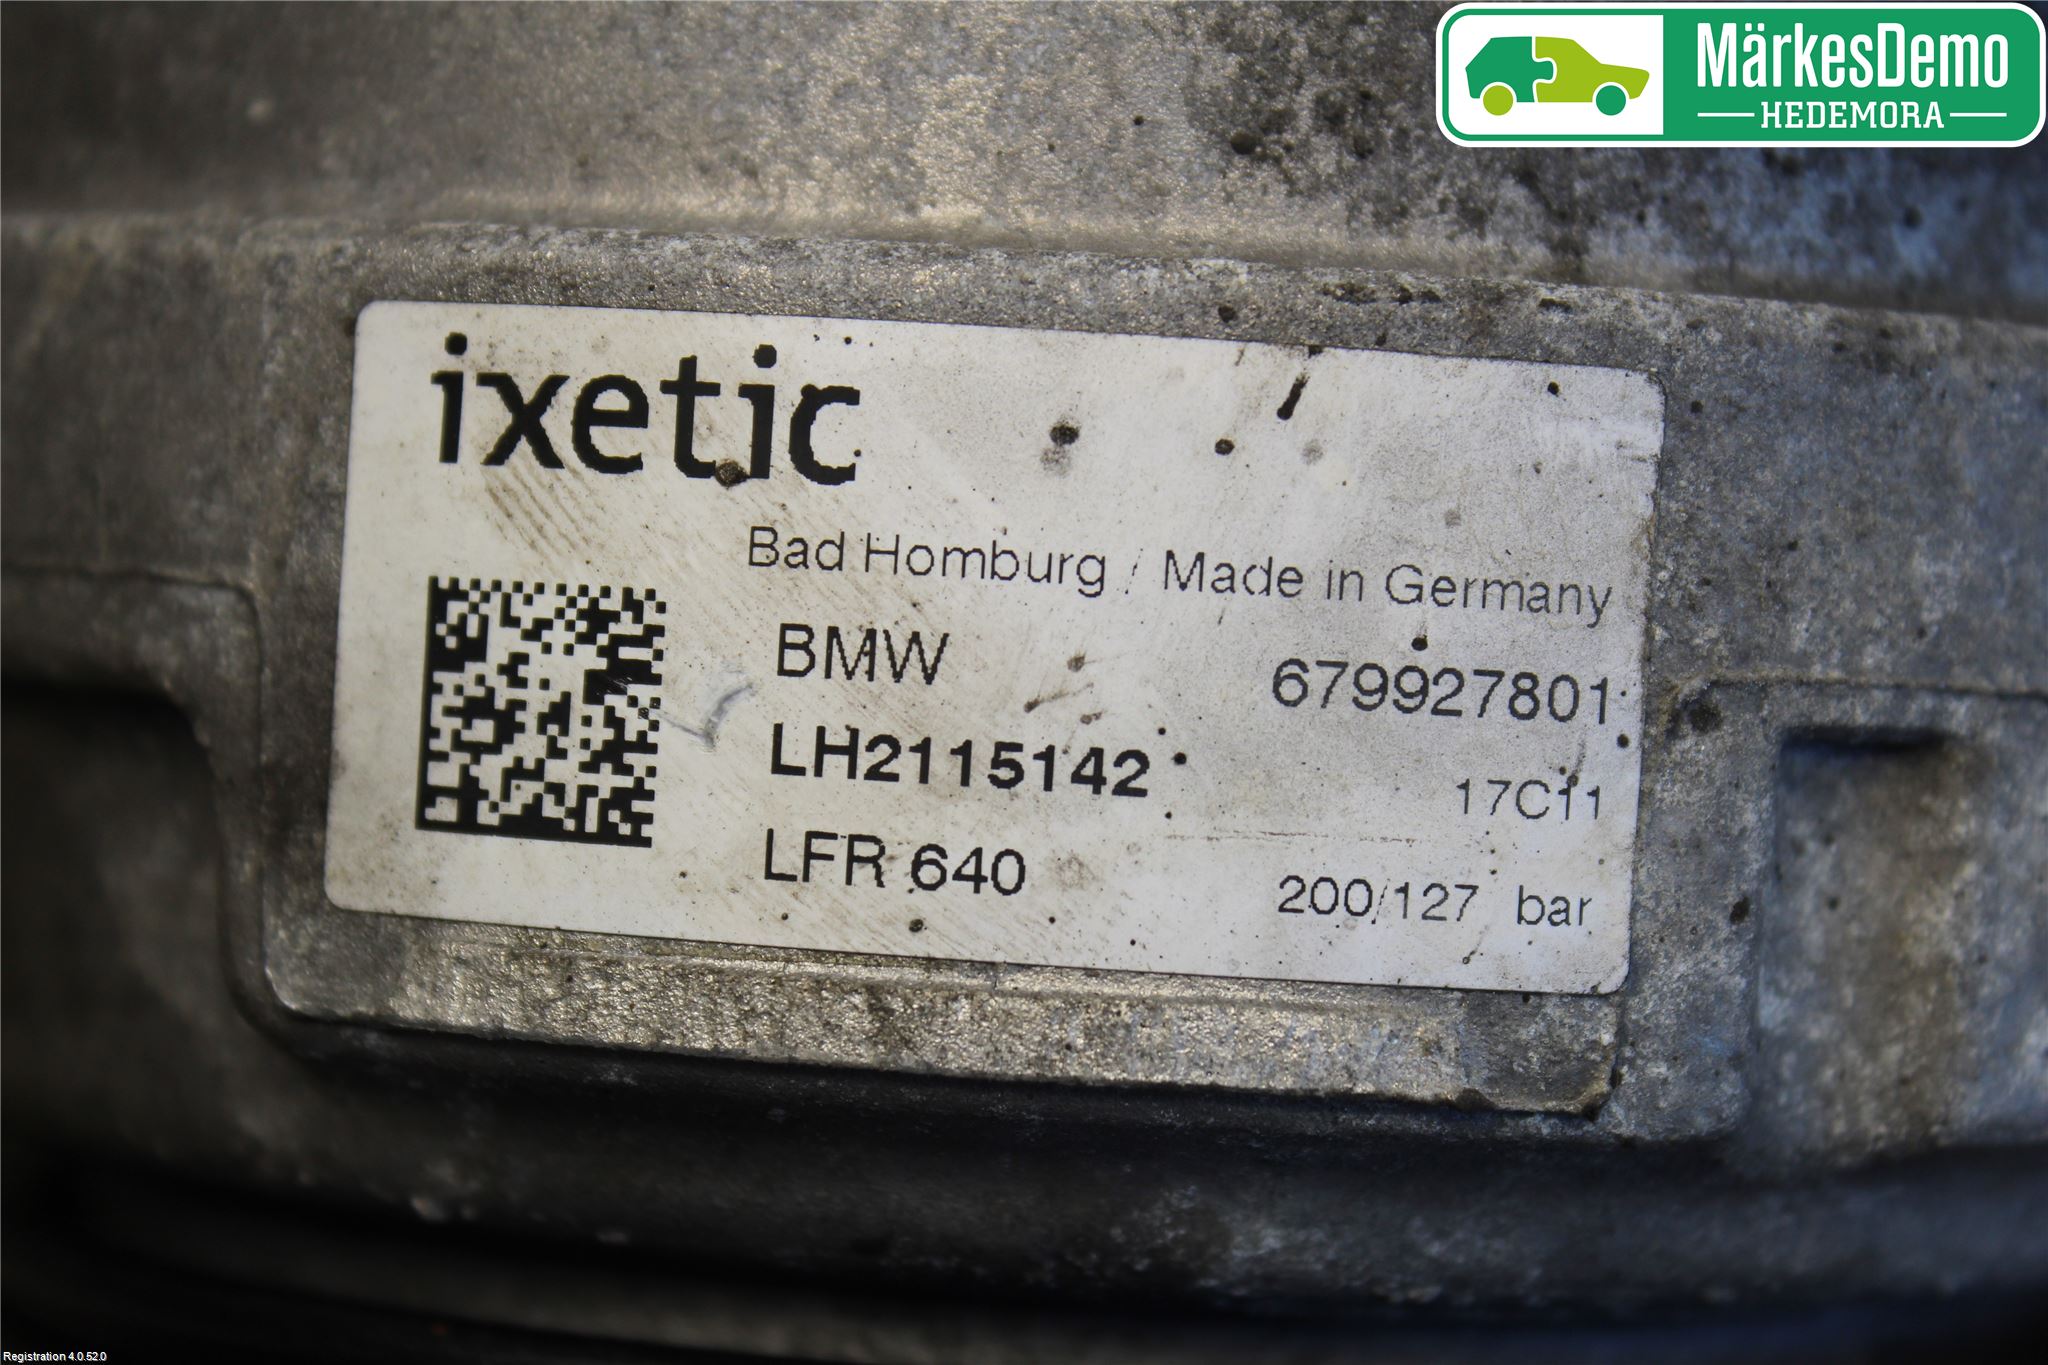 MärkesDemo
HEDEMORA
ixetic
Bad Homburg / Made in Germany
BMW 679927801
LH2115142 17C11
LFR 640 200/127 bar
Registration 4.0.52.0